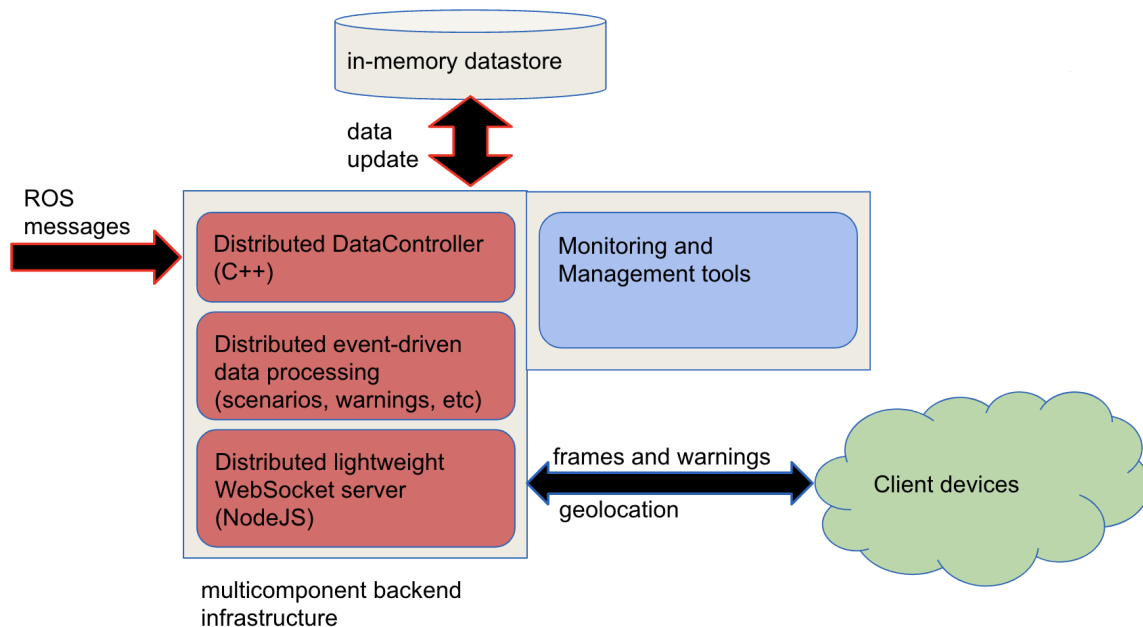 in-memory datastore
data
update
ROS
messages
Distributed DataController
(C++)
Monitoring and
Management tools
Distributed event-driven
data processing
(scenarios, warnings, etc)
Distributed lightweight
WebSocket server
(NodeJS)
frames and warnings
geolocation
Client devices
multicomponent backend
infrastructure